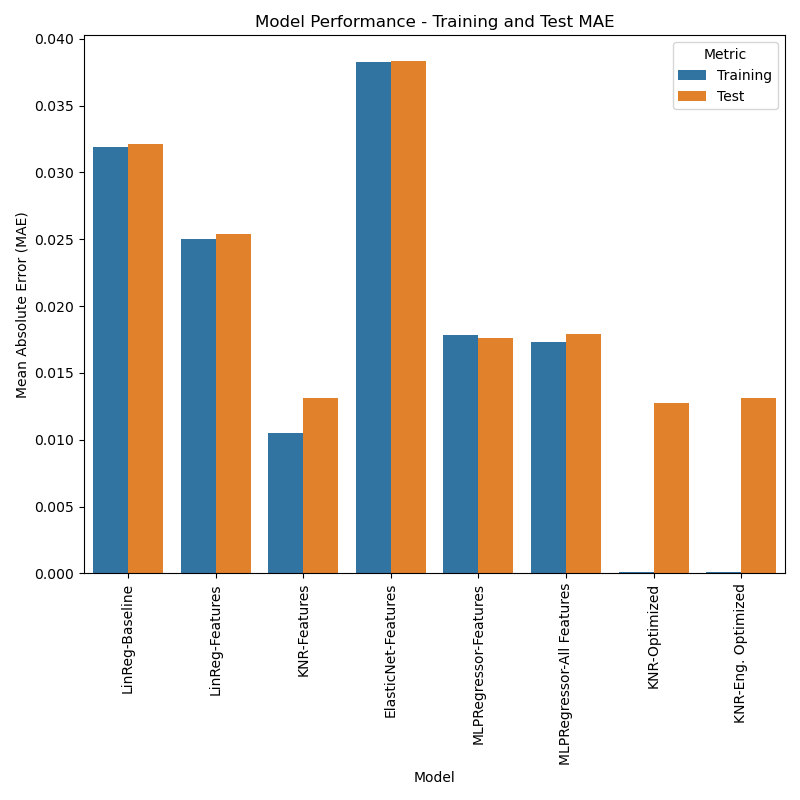 Model Performance - Training and Test MAE
Metric
Training
Test
Mean Absolute Error (MAE)
0.040
0.035
0.030
0.025
0.020
0.015
0.010
0.005
0.000
LinReg-Baseline
LinReg-Features
KNR-Features
ElasticNet-Features
MLPRegressor-Features
MLPRegressor-All Features
KNR-Optimized
KNR-Eng. Optimized
Model